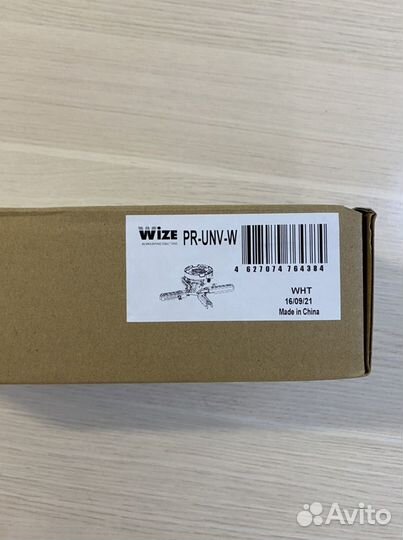 WiZE PR-UNV-W
4 627074 764384
WHT
16/09/21
Made in China
Avito